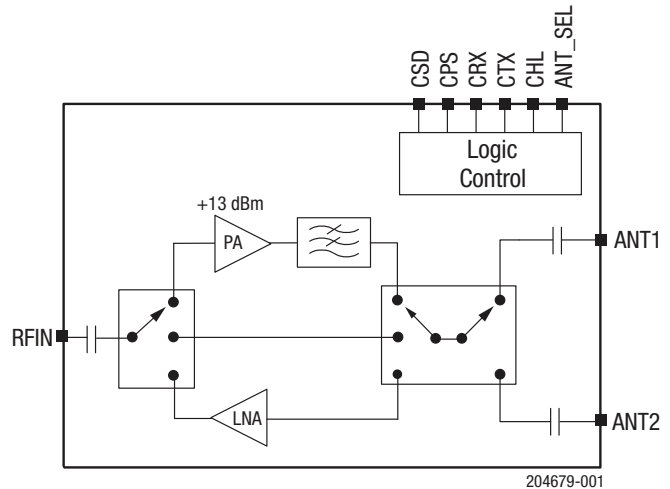 CSD
CPS
CRX
CTX
CHL
ANT_SEL
Logic
Control
+13 dBm
PA
ANT1
RFIN
LNA
ANT2
204679-001